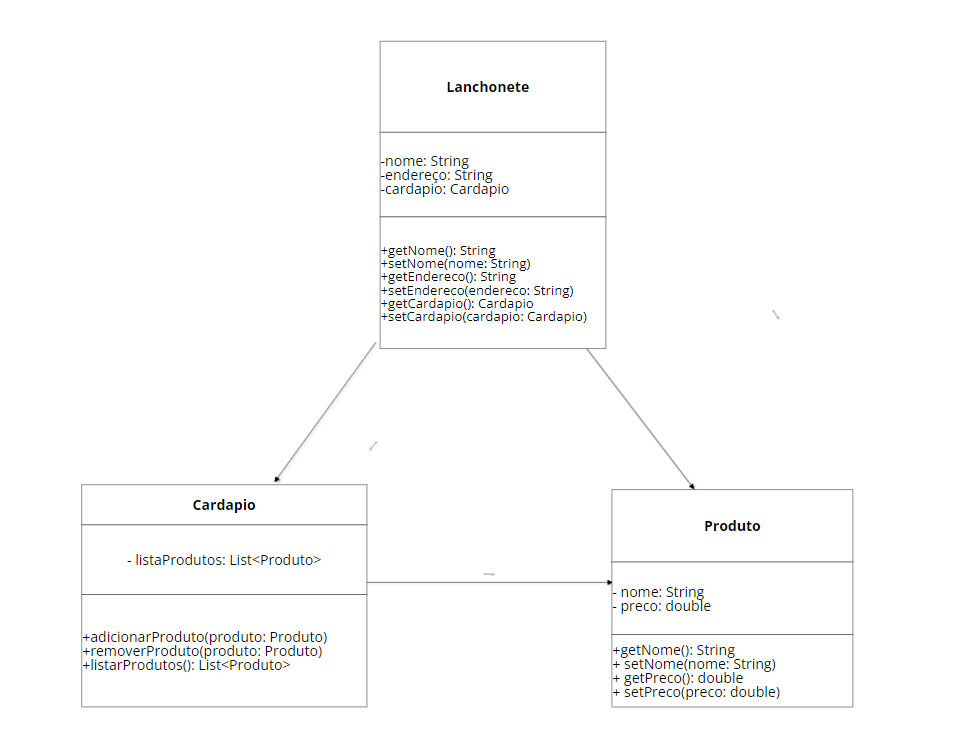 Lanchonete
-nome: String
-endereço: String
-cardapio: Cardapio
+getNome(): String
+setNome(nome: String)
+getEndereco(): String
+setEndereco(endereco: String)
+getCardapio(): Cardapio
+setCardapio(cardapio: Cardapio)
Cardapio
- listaProdutos: List<Produto>
+adicionarProduto(produto: Produto)
+removerProduto(produto: Produto)
+listarProdutos(): List<Produto>
Produto
- nome: String
- preco: double
+getNome(): String
+ setNome(nome: String)
+ getPreco(): double
+ setPreco(preco: double)